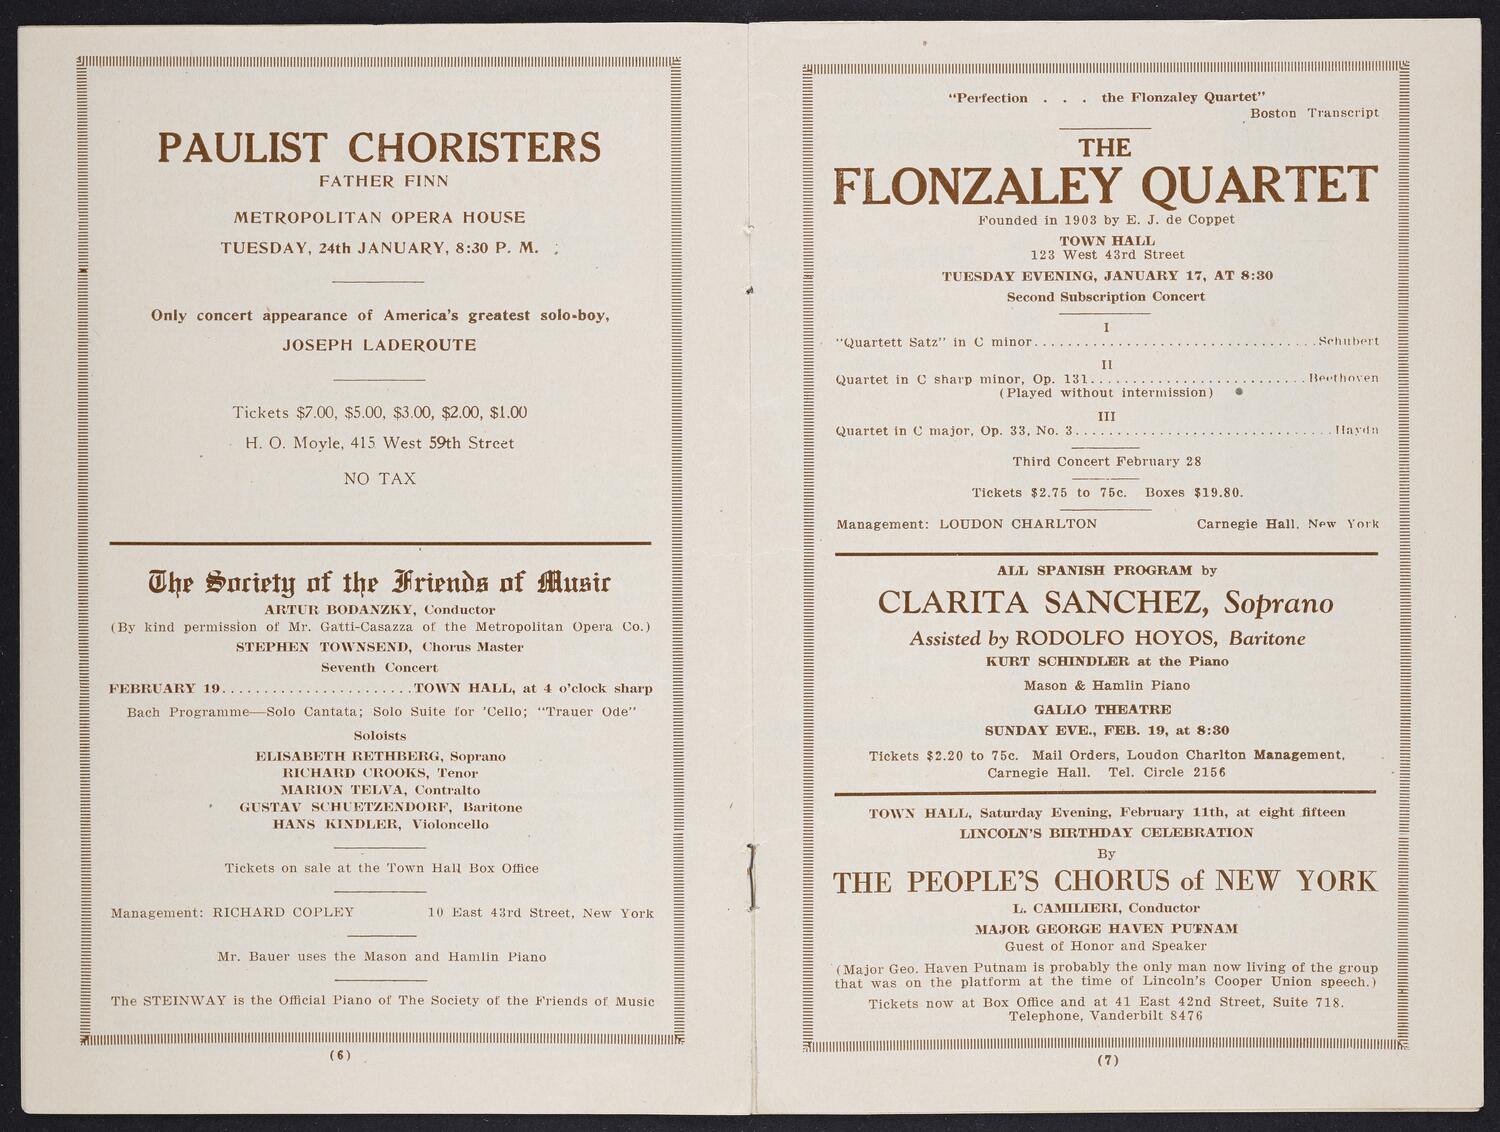 PAULIST CHORISTERS
FATHER FINN
METROPOLITAN OPERA HOUSE
TUESDAY, 24th JANUARY, 8:30 P. M.
Only concert appearance of America's greatest solo-boy,
JOSEPH LADEROUTE
Tickets $7.00, $5.00, $3.00, $2.00, $1.00
H. O. Moyle, 415 West 59th Street
NO TAX
The Society of the Friends of Music
ARTUR BODANZKY, Conductor
(By kind permission of Mr. Gatti-Casazza of the Metropolitan Opera Co.)
STEPHEN TOWNSEND, Chorus Master
Seventh Concert
FEBRUARY 19.......................TOWN HALL, at 4 o'clock sharp
Bach Programme—Solo Cantata; Solo Suite for 'Cello; "Trauer Ode"
Soloists
ELISABETH RETHBERG, Soprano
RICHARD CROOKS, Tenor
MARION TELVA, Contralto
GUSTAV SCHUETZENDORF, Baritone
HANS KINDLER, Violoncello
Tickets on sale at the Town Hall Box Office
Management: RICHARD COPLEY 10 East 43rd Street, New York
Mr. Bauer uses the Mason and Hamlin Piano
The STEINWAY is the Official Piano of The Society of the Friends of Music
(6)
"Perfection . . . the Flonzaley Quartet"
Boston Transcript
THE
FLONZALEY QUARTET
Founded in 1903 by E. J. de Coppet
TOWN HALL
123 West 43rd Street
TUESDAY EVENING, JANUARY 17, AT 8:30
Second Subscription Concert
I
"Quartett Satz" in C minor..................................Schubert
II
Quartet in C sharp minor, Op. 131..........................Beethoven
(Played without intermission)
III
Quartet in C major, Op. 33, No. 3...............................Haydn
Third Concert February 28
Tickets $2.75 to 75c. Boxes $19.80.
Management: LOUDON CHARLTON Carnegie Hall, New York
ALL SPANISH PROGRAM by
CLARITA SANCHEZ, Soprano
Assisted by RODOLFO HOYOS, Baritone
KURT SCHINDLER at the Piano
Mason & Hamlin Piano
GALLO THEATRE
SUNDAY EVE., FEB. 19, at 8:30
Tickets $2.20 to 75c. Mail Orders, Loudon Charlton Management,
Carnegie Hall. Tel. Circle 2156
TOWN HALL, Saturday Evening, February 11th, at eight fifteen
LINCOLN'S BIRTHDAY CELEBRATION
By
THE PEOPLE'S CHORUS of NEW YORK
L. CAMILIERI, Conductor
MAJOR GEORGE HAVEN PUTNAM
Guest of Honor and Speaker
(Major Geo. Haven Putnam is probably the only man now living of the group
that was on the platform at the time of Lincoln's Cooper Union speech.)
Tickets now at Box Office and at 41 East 42nd Street, Suite 718.
Telephone, Vanderbilt 8476
(7)